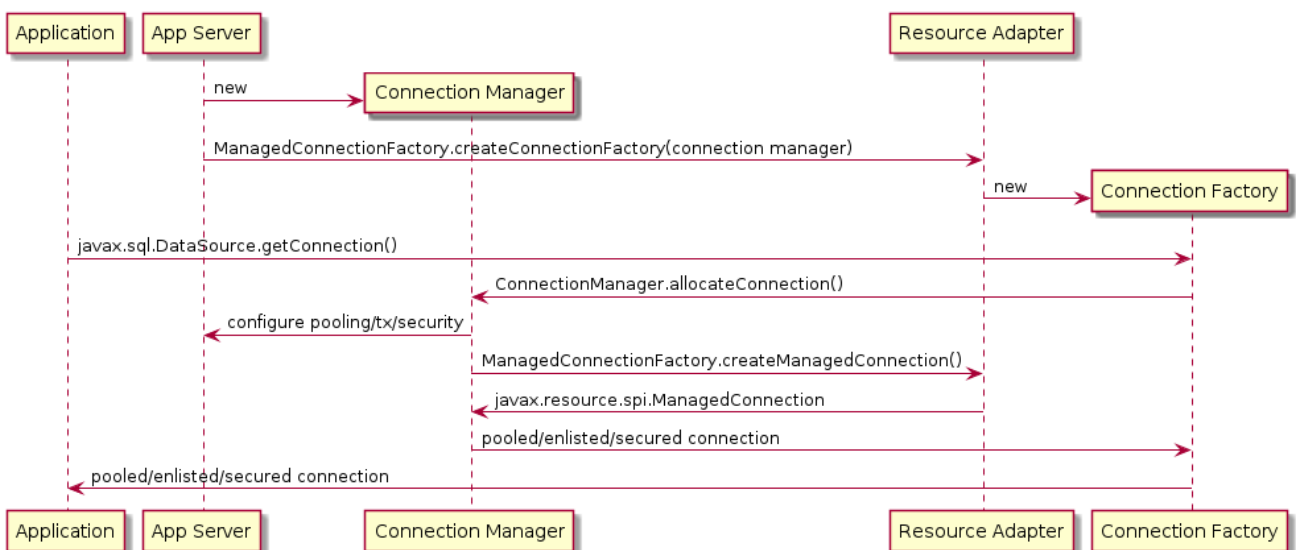 Application
App Server
Resource Adapter
new
Connection Manager
ManagedConnectionFactory.createConnectionFactory(connection manager)
new
Connection Factory
javax.sql.DataSource.getConnection()
ConnectionManager.allocateConnection()
configure pooling/tx/security
ManagedConnectionFactory.createManagedConnection()
javax.resource.spi.ManagedConnection
pooled/enlisted/secured connection
pooled/enlisted/secured connection
Application
App Server
Connection Manager
Resource Adapter
Connection Factory